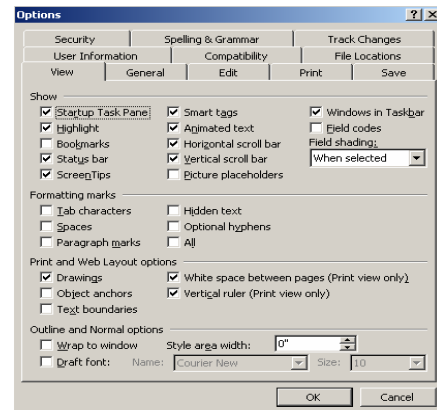 Options
Security Spelling & Grammar Track Changes
User Information Compatibility File Locations
View General Edit Print Save
Show
Startup Task Pane Smart tags Windows in Taskbar
Highlight Animated text Field codes
Bookmarks Horizontal scroll bar Field shading:
Status bar Vertical scroll bar When selected
ScreenTips Picture placeholders
Formatting marks
Tab characters Hidden text
Spaces Optional hyphens
Paragraph marks All
Print and Web Layout options
Drawings White space between pages (Print view only)
Object anchors Vertical ruler (Print view only)
Text boundaries
Outline and Normal options
Wrap to window Style area width: 0"
Draft font: Name: Courier New Size: 10
OK Cancel